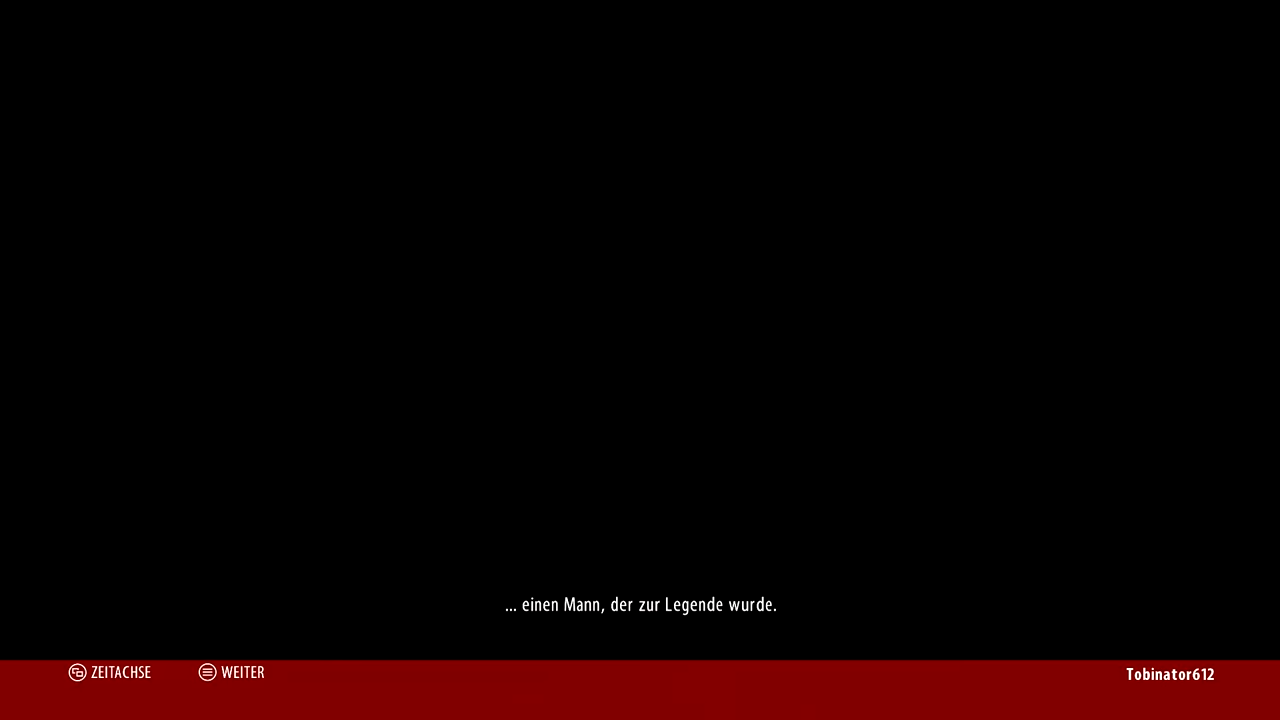 ... einen Mann, der zur Legende wurde.
ZEITACHSE WEITER Tobinator612